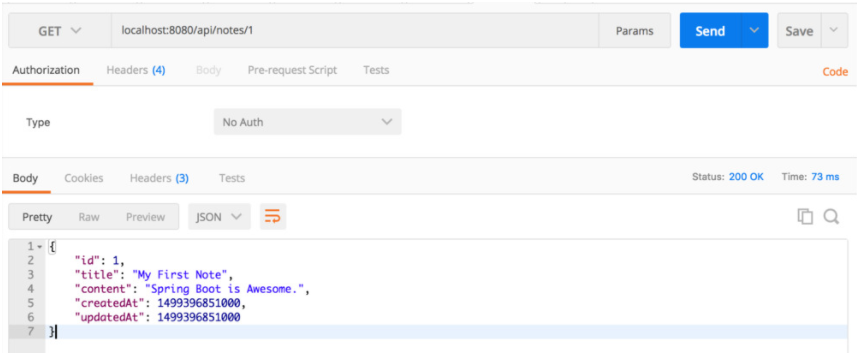 GET localhost:8080/api/notes/1 Params Send Save
Authorization Headers (4) Body Pre-request Script Tests Code
Type No Auth
Body Cookies Headers (3) Tests Status: 200 OK Time: 73 ms
Pretty Raw Preview JSON
1 {
2 "id": 1,
3 "title": "My First Note",
4 "content": "Spring Boot is Awesome.",
5 "createdAt": 1499396851000,
6 "updatedAt": 1499396851000
7 }